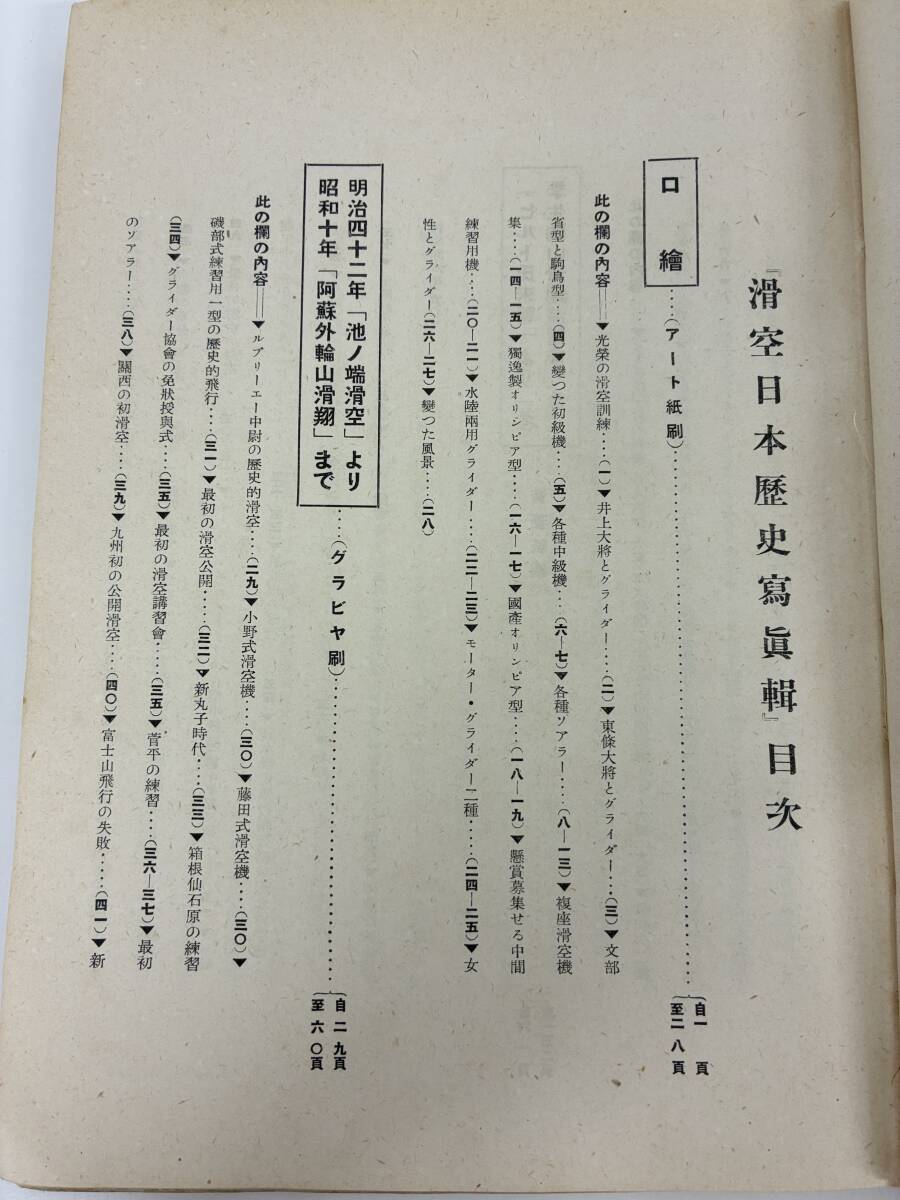 『滑空日本歴史寫眞輯』目次
口繪‥‥(アート紙刷)‥‥‥‥‥‥‥‥‥‥‥‥{自一頁 至二八頁
此の欄の內容══▼光榮の滑空訓練‥‥(一)▼井上大將とグライダー‥‥(二)▼東條大將とグライダー‥‥(三)▼文部
省型と駒鳥型‥‥(四)▼變つた初級機‥‥(五)▼各種中級機‥‥(六―七)▼各種ソアラー‥‥(八―一三)▼複座滑空機
集‥‥(一四―一五)▼獨逸製オリンピア型‥‥(一六―一七)▼國產オリンピア型‥‥(一八―一九)▼懸賞募集せる中間
練習用機‥‥(二〇―二一)▼水陸兩用グライダー‥‥(二二―二三)▼モーター・グライダー二種‥‥(二四―二五)▼女
性とグライダー(二六―二七)▼變つた風景‥‥(二八)
明治四十二年「池ノ端滑空」より
昭和十年「阿蘇外輪山滑翔」まで
‥‥(グラビヤ刷)‥‥‥‥‥‥‥‥‥‥‥‥{自二九頁 至六〇頁
此の欄の內容══▼ルプリーエー中尉の歷史的滑空‥‥(二九)▼小野式滑空機‥‥(三〇)▼藤田式滑空機‥‥(三〇)▼
磯部式練習用一型の歷史的飛行‥‥(三一)▼最初の滑空公開‥‥(三二)▼新丸子時代‥‥(三三)▼箱根仙石原の練習
(三四)▼グライダー協會の免狀授與式‥‥(三五)▼最初の滑空講習會‥‥(三五)▼菅平の練習‥‥(三六―三七)▼最初
のソアラー‥‥(三八)▼關西の初滑空‥‥(三九)▼九州初の公開滑空‥‥(四〇)▼富士山飛行の失敗‥‥(四一)▼新